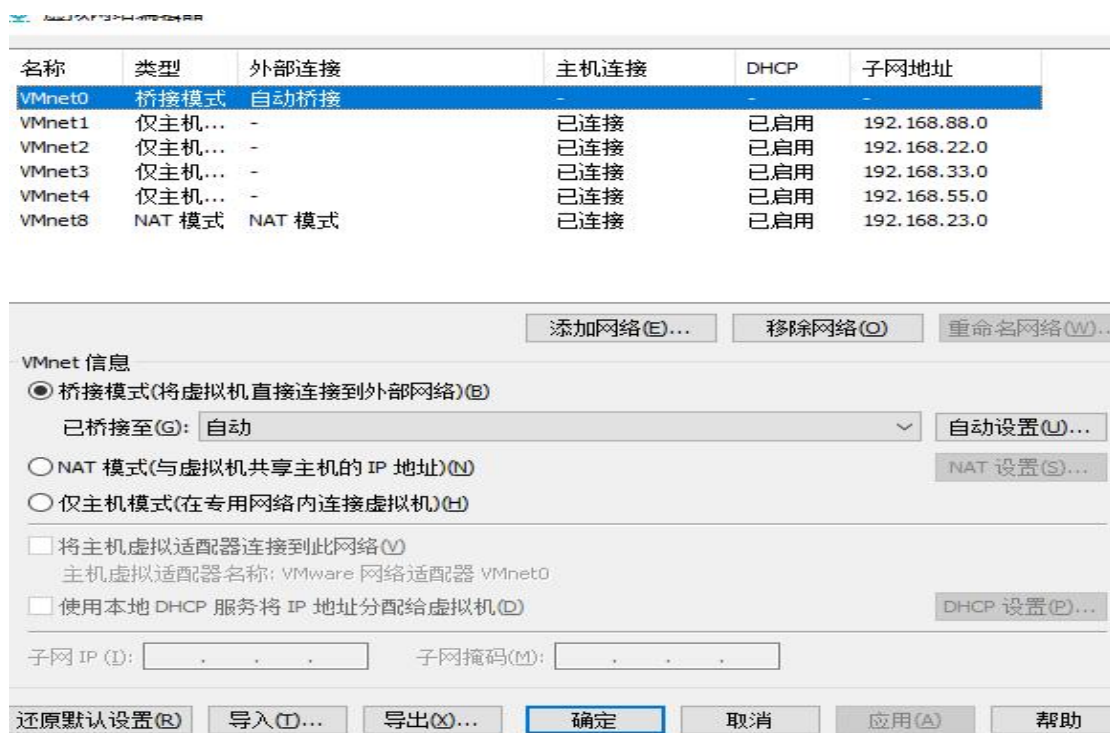 虚拟网络编辑器
名称 类型 外部连接 主机连接 DHCP 子网地址
VMnet0 桥接模式 自动桥接 - - -
VMnet1 仅主机... - 已连接 已启用 192.168.88.0
VMnet2 仅主机... - 已连接 已启用 192.168.22.0
VMnet3 仅主机... - 已连接 已启用 192.168.33.0
VMnet4 仅主机... - 已连接 已启用 192.168.55.0
VMnet8 NAT 模式 NAT 模式 已连接 已启用 192.168.23.0
添加网络(E)... 移除网络(O) 重命名网络(W)..
VMnet 信息
桥接模式(将虚拟机直接连接到外部网络)(B)
已桥接至(G): 自动 自动设置(U)...
NAT 模式(与虚拟机共享主机的 IP 地址)(N) NAT 设置(S)...
仅主机模式(在专用网络内连接虚拟机)(H)
将主机虚拟适配器连接到此网络(V)
主机虚拟适配器名称: VMware 网络适配器 VMnet0
使用本地 DHCP 服务将 IP 地址分配给虚拟机(D) DHCP 设置(P)...
子网 IP (I): . . . 子网掩码(M): . . .
还原默认设置(R) 导入(T)... 导出(X)... 确定 取消 应用(A) 帮助